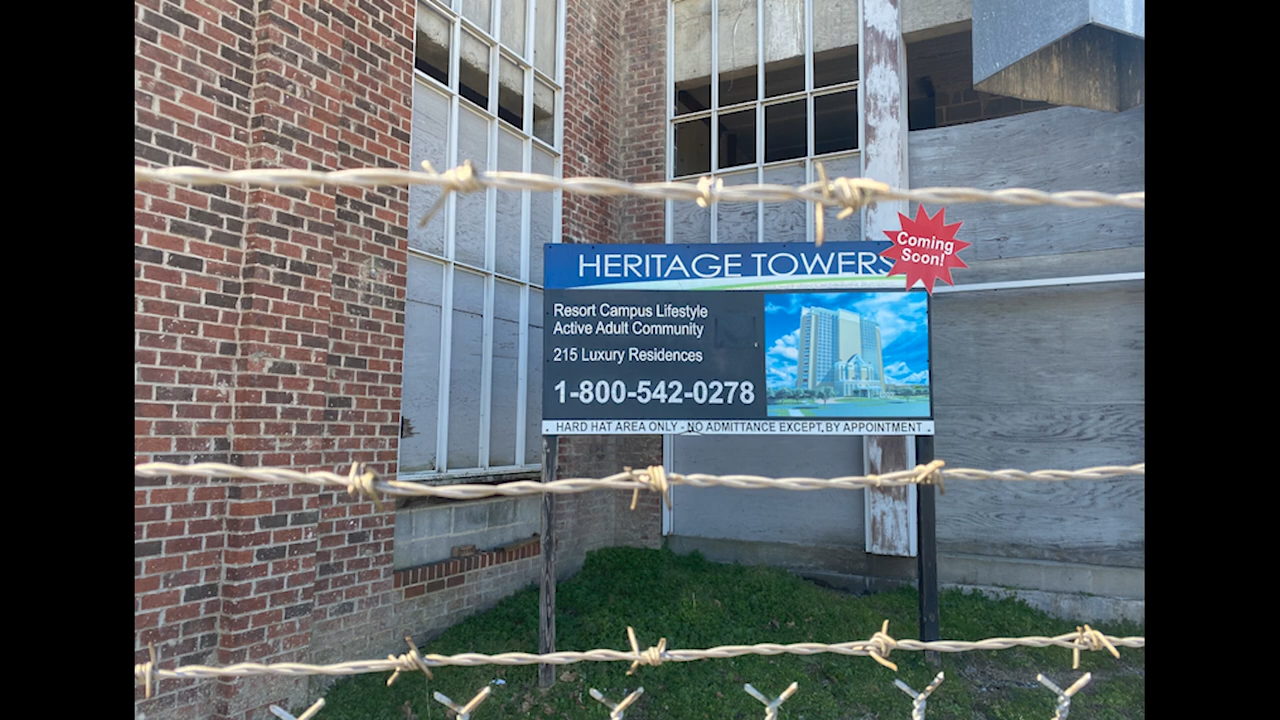 HERITAGE TOWERS
Coming
Soon!
Resort Campus Lifestyle
Active Adult Community
215 Luxury Residences
1-800-542-0278
HARD HAT AREA ONLY - NO ADMITTANCE EXCEPT BY APPOINTMENT